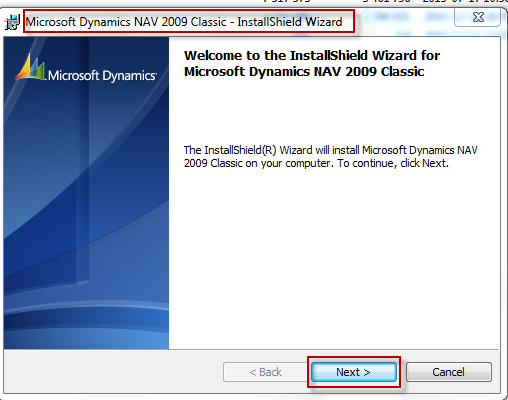 Microsoft Dynamics NAV 2009 Classic - InstallShield Wizard
Microsoft Dynamics
Welcome to the InstallShield Wizard for
Microsoft Dynamics NAV 2009 Classic
The InstallShield(R) Wizard will install Microsoft Dynamics NAV
2009 Classic on your computer. To continue, click Next.
< Back
Next >
Cancel